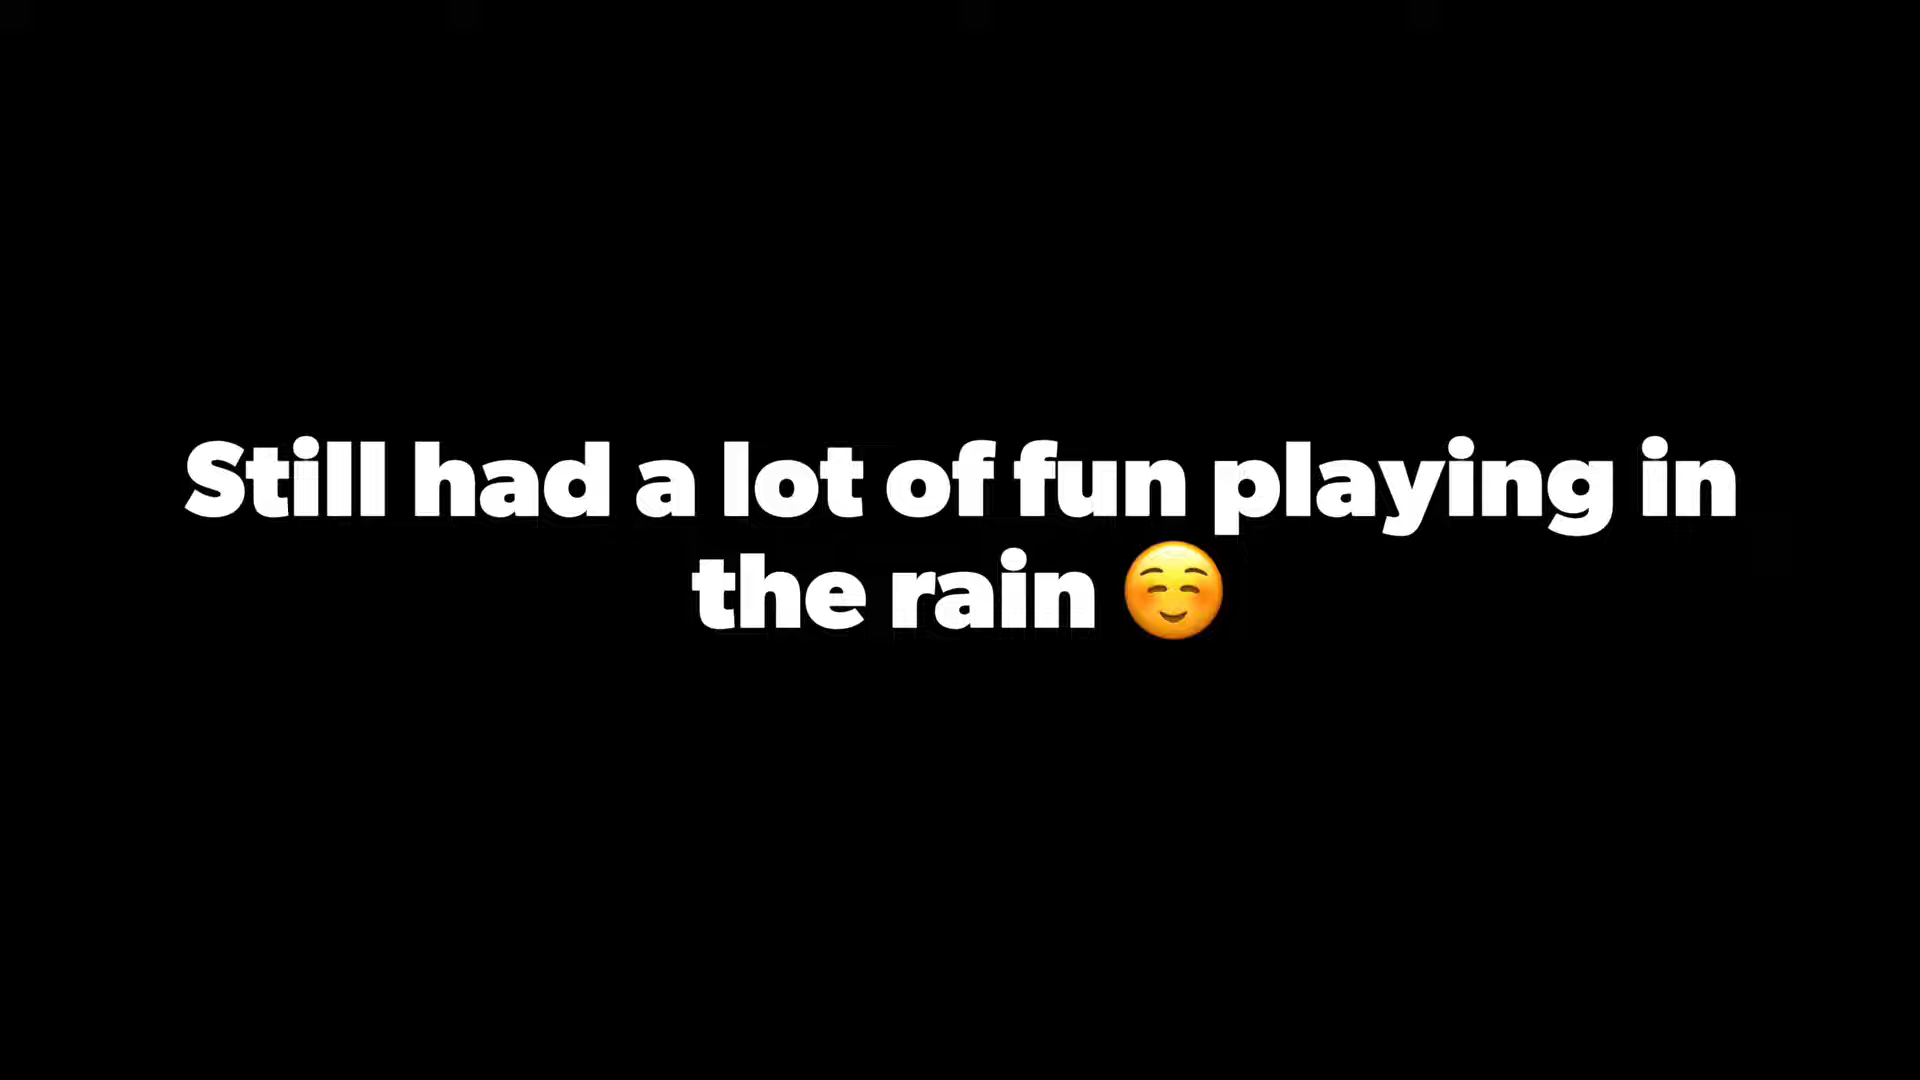 Still had a lot of fun playing in
the rain ☺️